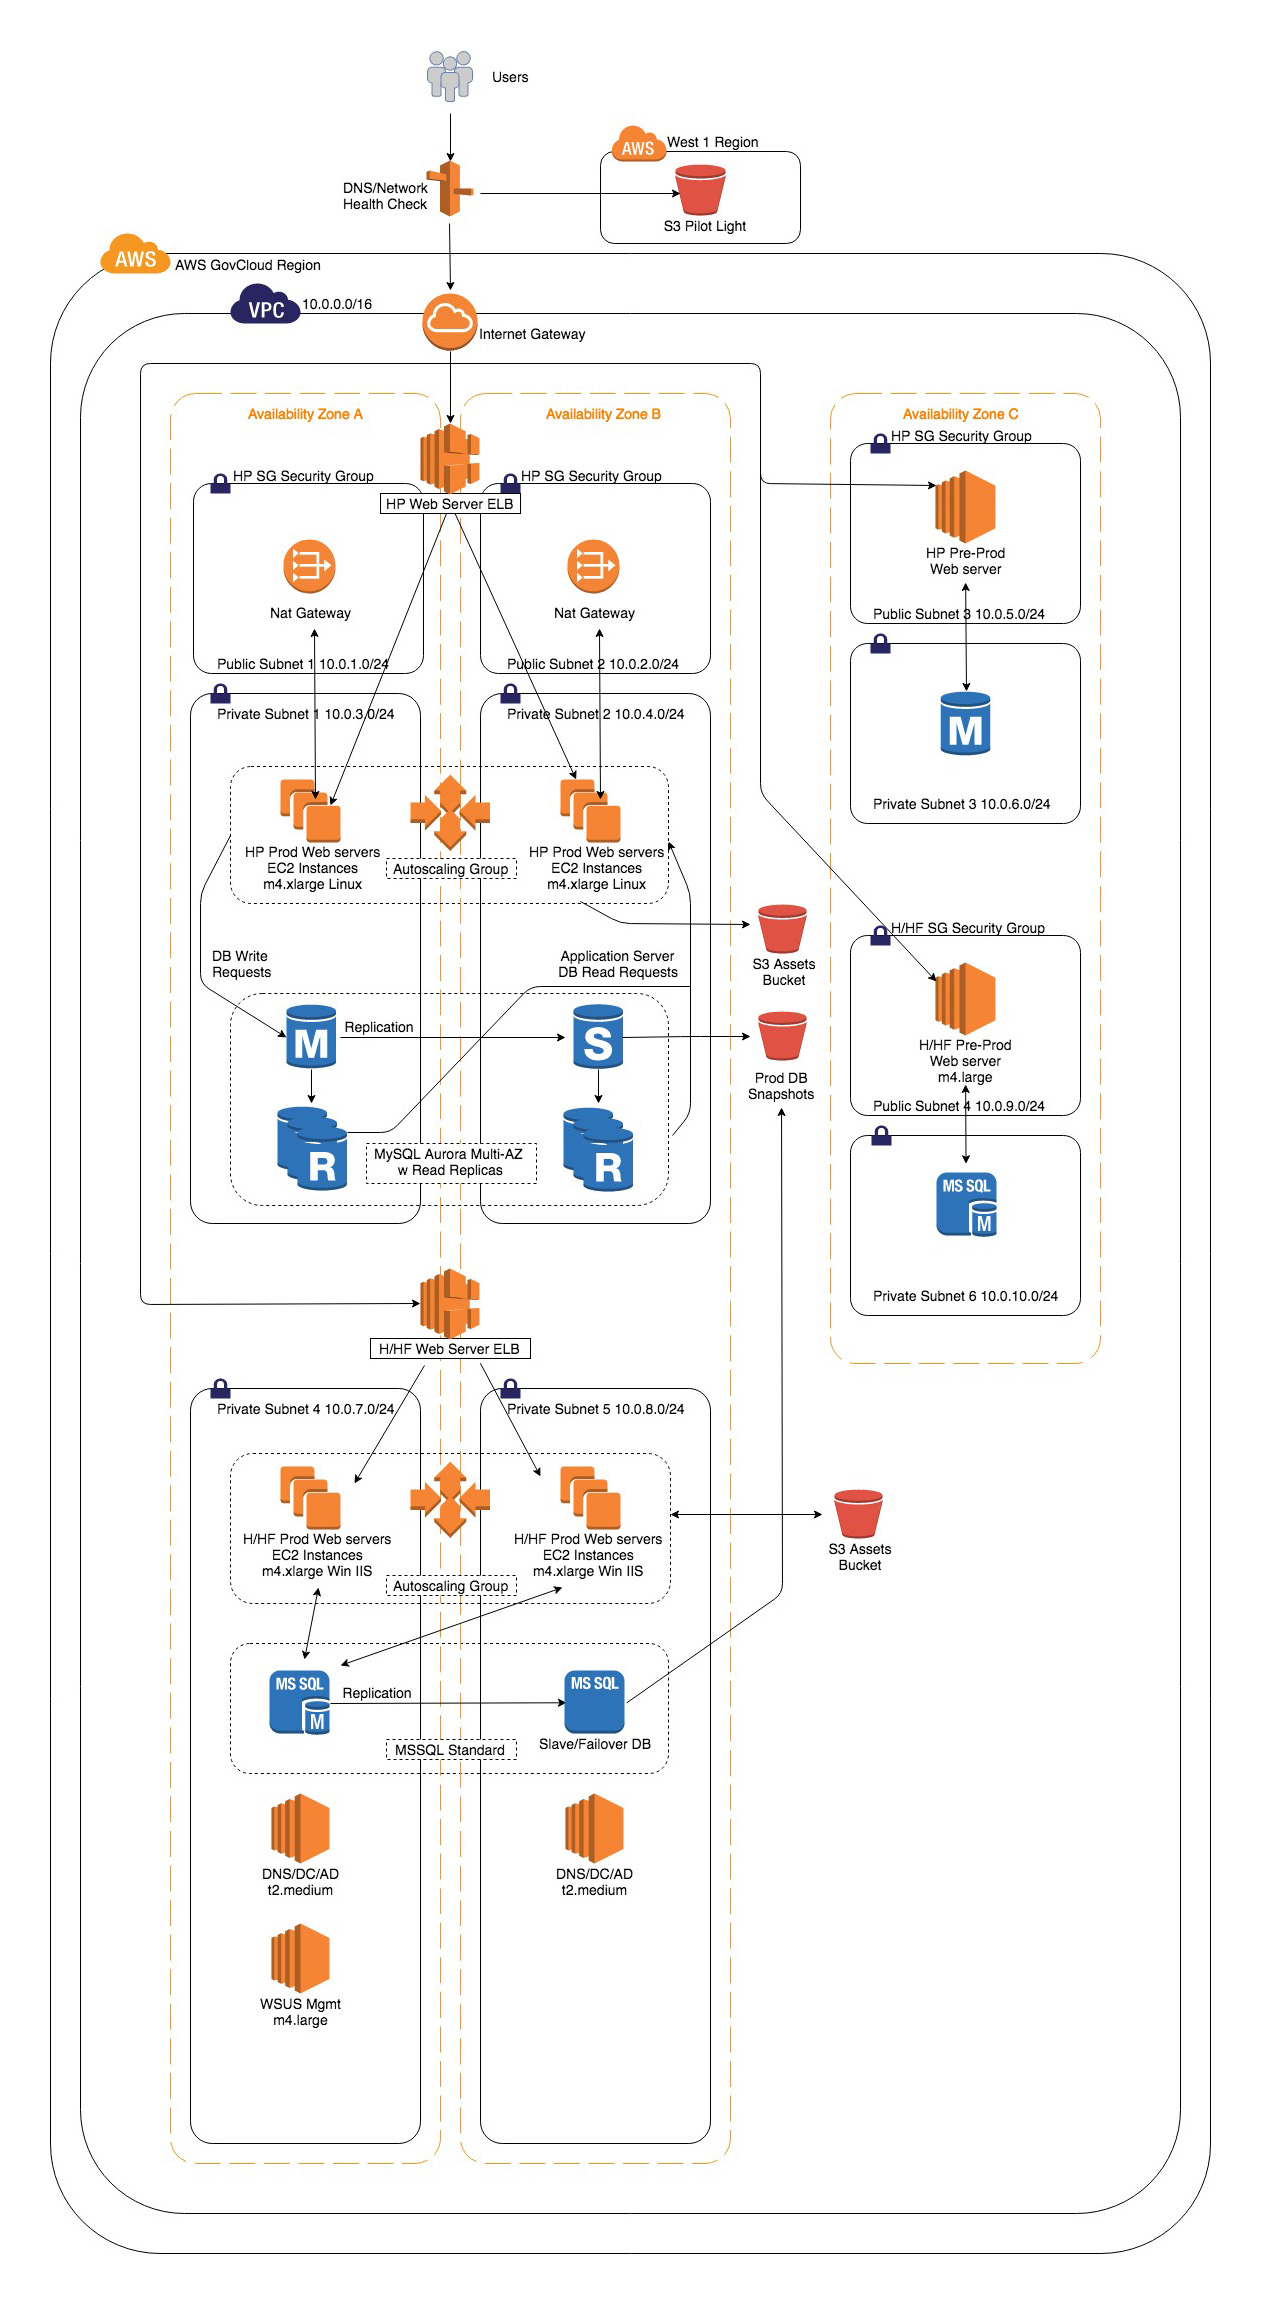 Users
AWS
West 1 Region
DNS/Network
Health Check
S3 Pilot Light
AWS
AWS GovCloud Region
VPC
10.0.0.0/16
Internet Gateway
Availability Zone A
Availability Zone B
Availability Zone C
HP SG Security Group
HP SG Security Group
HP SG Security Group
HP Web Server ELB
HP Pre-Prod
Web server
Nat Gateway
Nat Gateway
Public Subnet 3 10.0.5.0/24
Public Subnet 1 10.0.1.0/24
Public Subnet 2 10.0.2.0/24
Private Subnet 1 10.0.3.0/24
Private Subnet 2 10.0.4.0/24
M
Private Subnet 3 10.0.6.0/24
HP Prod Web servers
EC2 Instances
m4.xlarge Linux
Autoscaling Group
HP Prod Web servers
EC2 Instances
m4.xlarge Linux
H/HF SG Security Group
DB Write
Requests
Application Server
DB Read Requests
S3 Assets
Bucket
M
Replication
S
H/HF Pre-Prod
Web server
m4.large
Prod DB
Snapshots
Public Subnet 4 10.0.9.0/24
R
MySQL Aurora Multi-AZ
w Read Replicas
R
MS SQL
M
Private Subnet 6 10.0.10.0/24
H/HF Web Server ELB
Private Subnet 4 10.0.7.0/24
Private Subnet 5 10.0.8.0/24
H/HF Prod Web servers
EC2 Instances
m4.xlarge Win IIS
Autoscaling Group
H/HF Prod Web servers
EC2 Instances
m4.xlarge Win IIS
S3 Assets
Bucket
MS SQL
M
Replication
MS SQL
Slave/Failover DB
MSSQL Standard
DNS/DC/AD
t2.medium
DNS/DC/AD
t2.medium
WSUS Mgmt
m4.large